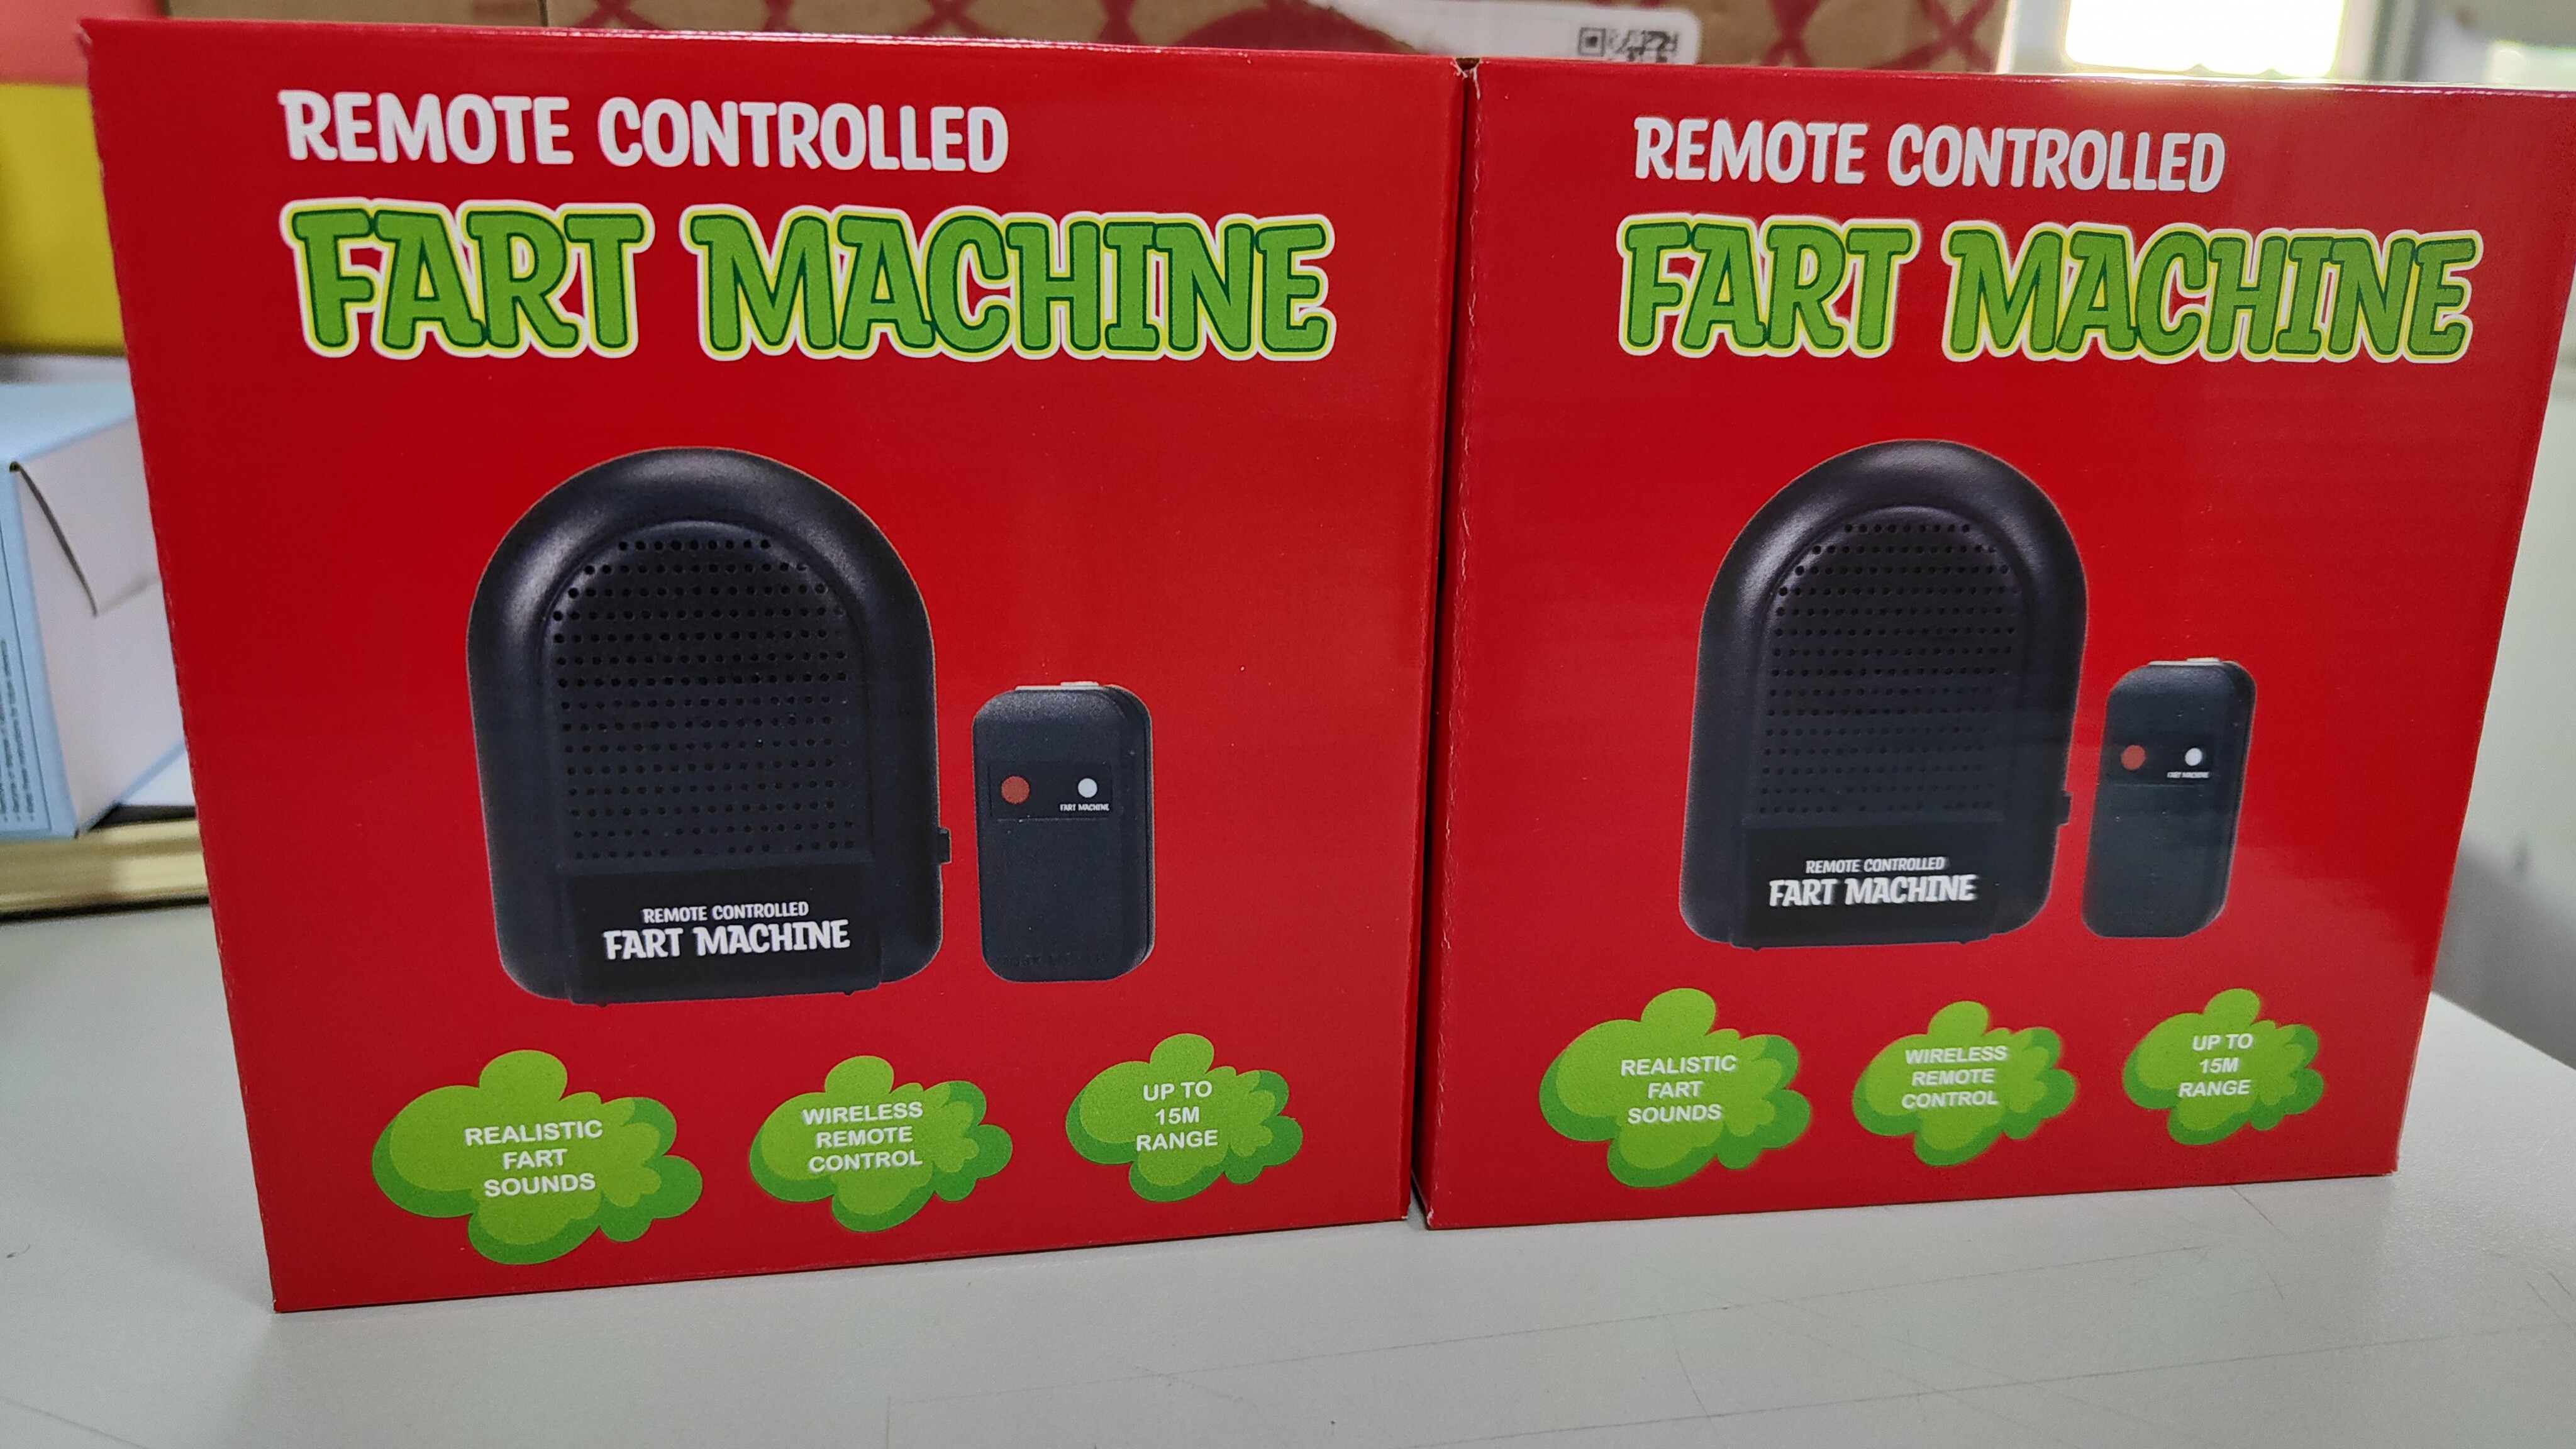 REMOTE CONTROLLED
FART MACHINE
FART MACHINE
REMOTE CONTROLLED
FART MACHINE
REALISTIC
FART
SOUNDS
WIRELESS
REMOTE
CONTROL
UP TO
15M
RANGE
REMOTE CONTROLLED
FART MACHINE
FART MACHINE
REMOTE CONTROLLED
FART MACHINE
REALISTIC
FART
SOUNDS
WIRELESS
REMOTE
CONTROL
UP TO
15M
RANGE